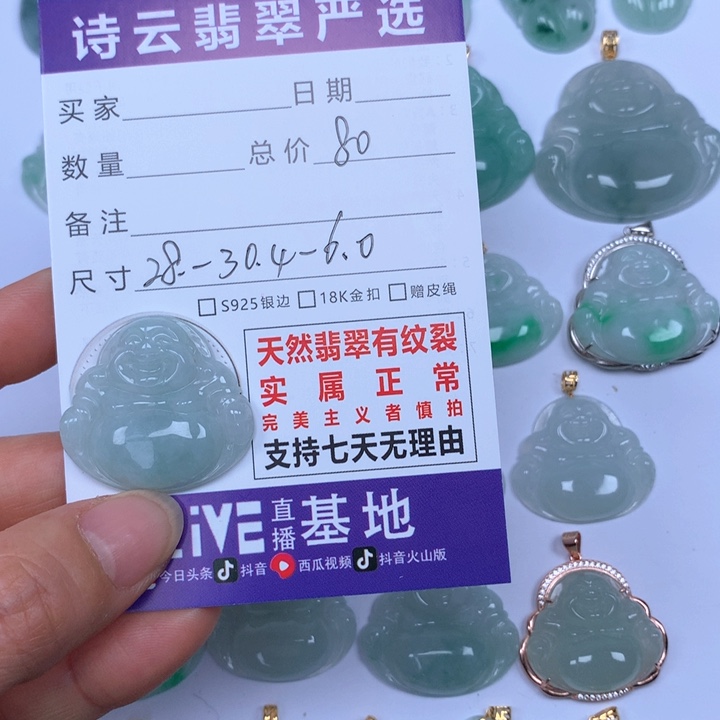 诗云翡翠严选
买家 日期
数量 总价 80
备注
尺寸 28.-30.4-6.0
S925银边 18K金扣 赠皮绳
天然翡翠有纹裂
实属正常
完美主义者慎拍
支持七天无理由
LiVE 直播 基地
今日头条 抖音 西瓜视频 抖音火山版